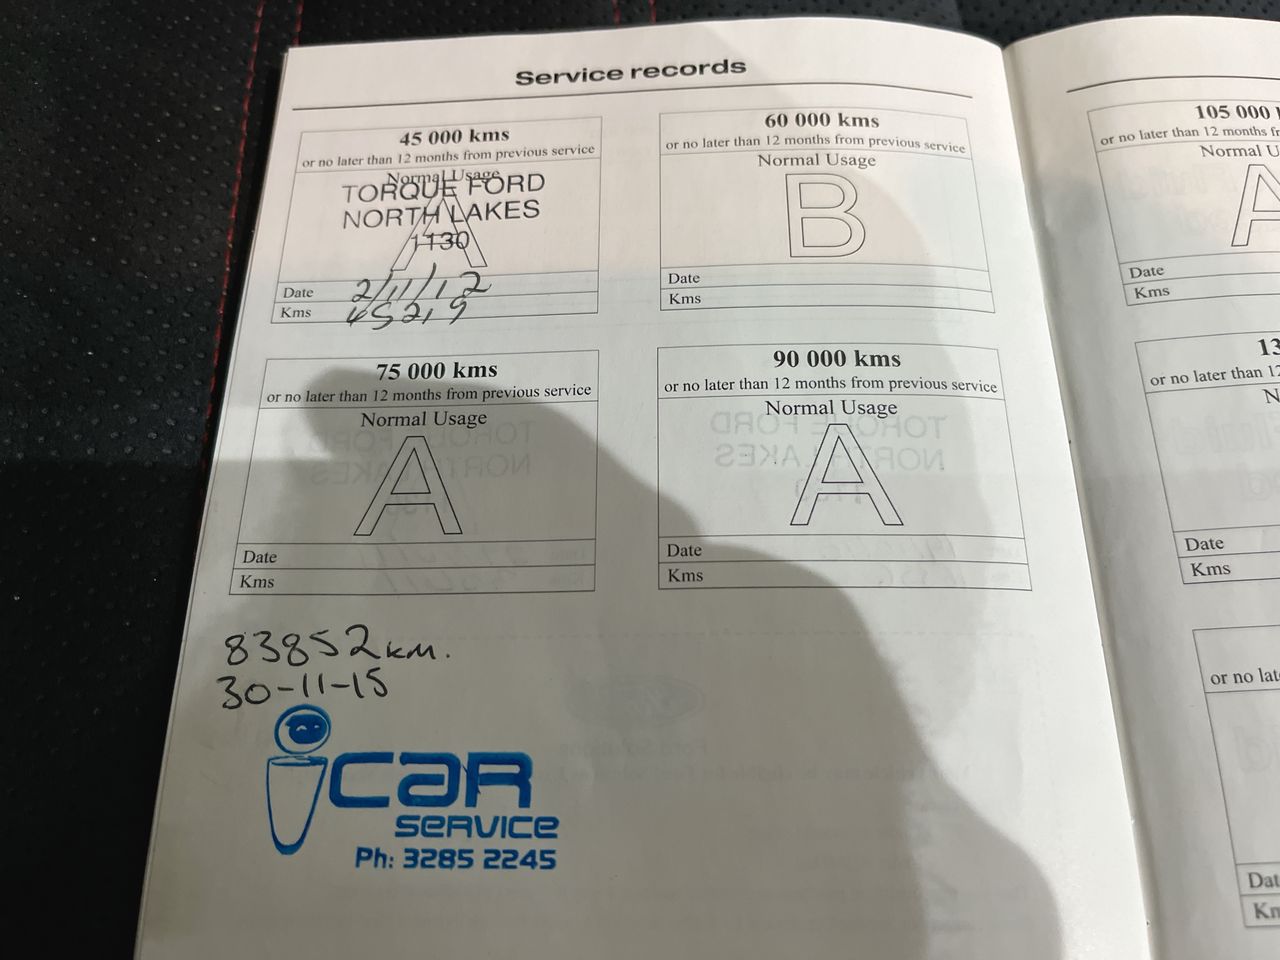 Service records
45 000 kms
or no later than 12 months from previous service
Normal Usage
A
TORQUE FORD
NORTH LAKES
1130
Date 2/11/12
Kms 45219
60 000 kms
or no later than 12 months from previous service
Normal Usage
B
Date
Kms
75 000 kms
or no later than 12 months from previous service
Normal Usage
A
Date
Kms
90 000 kms
or no later than 12 months from previous service
Normal Usage
A
Date
Kms
83852km.
30-11-15
icar
service
Ph: 3285 2245
105 000
or no later than 12 months
Normal
A
Date
Kms
or no later than
Date
Kms
or no